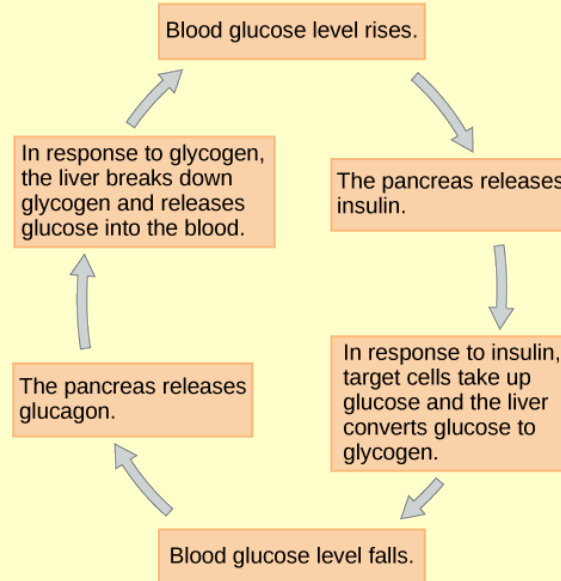 Blood glucose level rises.
The pancreas releases
insulin.
In response to insulin,
target cells take up
glucose and the liver
converts glucose to
glycogen.
Blood glucose level falls.
The pancreas releases
glucagon.
In response to glycogen,
the liver breaks down
glycogen and releases
glucose into the blood.